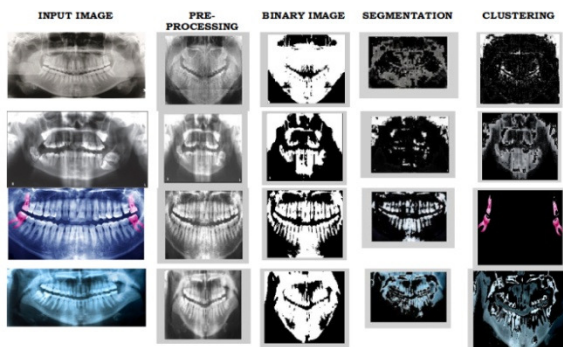 INPUT IMAGE
PRE-
PROCESSING
BINARY IMAGE
SEGMENTATION
CLUSTERING